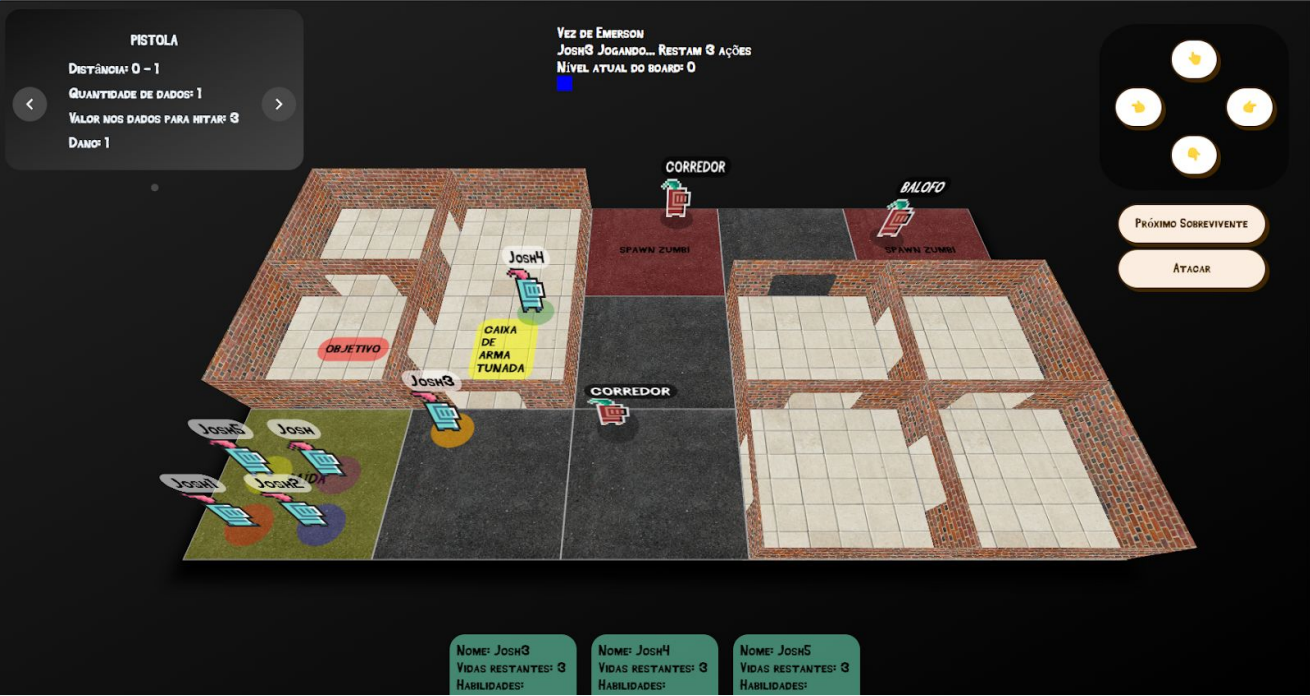 PISTOLA
DISTÂNCIA: 0 - 1
QUANTIDADE DE DADOS: 1
VALOR NOS DADOS PARA HITAR: 3
DANO: 1
VEZ DE EMERSON
JOSH3 JOGANDO... RESTAM 3 AÇÕES
NÍVEL ATUAL DO BOARD: 0
PRÓXIMO SOBREVIVENTE
ATACAR
CORREDOR
BALOFO
SPAWN ZUMBI
SPAWN ZUMBI
JOSH4
CAIXA
DE
ARMA
TUNADA
OBJETIVO
JOSH3
CORREDOR
JOSH5
JOSH
JOSH1
JOSH2
NOME: JOSH3
VIDAS RESTANTES: 3
HABILIDADES:
NOME: JOSH4
VIDAS RESTANTES: 3
HABILIDADES:
NOME: JOSH5
VIDAS RESTANTES: 3
HABILIDADES: